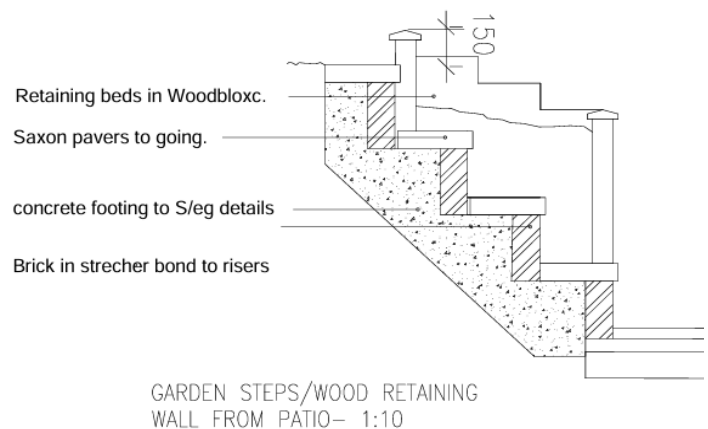 150
Retaining beds in Woodbloxc.
Saxon pavers to going.
concrete footing to S/eg details
Brick in strecher bond to risers
GARDEN STEPS/WOOD RETAINING
WALL FROM PATIO- 1:10